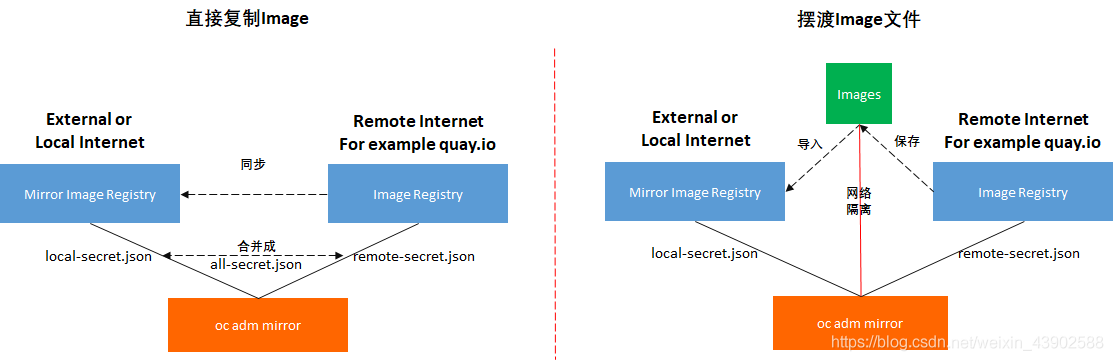 直接复制Image
External or
Local Internet
Remote Internet
For example quay.io
Mirror Image Registry
同步
Image Registry
local-secret.json
合并成
all-secret.json
remote-secret.json
oc adm mirror
摆渡Image文件
Images
External or
Local Internet
Remote Internet
For example quay.io
导入
保存
Mirror Image Registry
网络
隔离
Image Registry
local-secret.json
remote-secret.json
oc adm mirror
https://blog.csdn.net/weixin_43902588